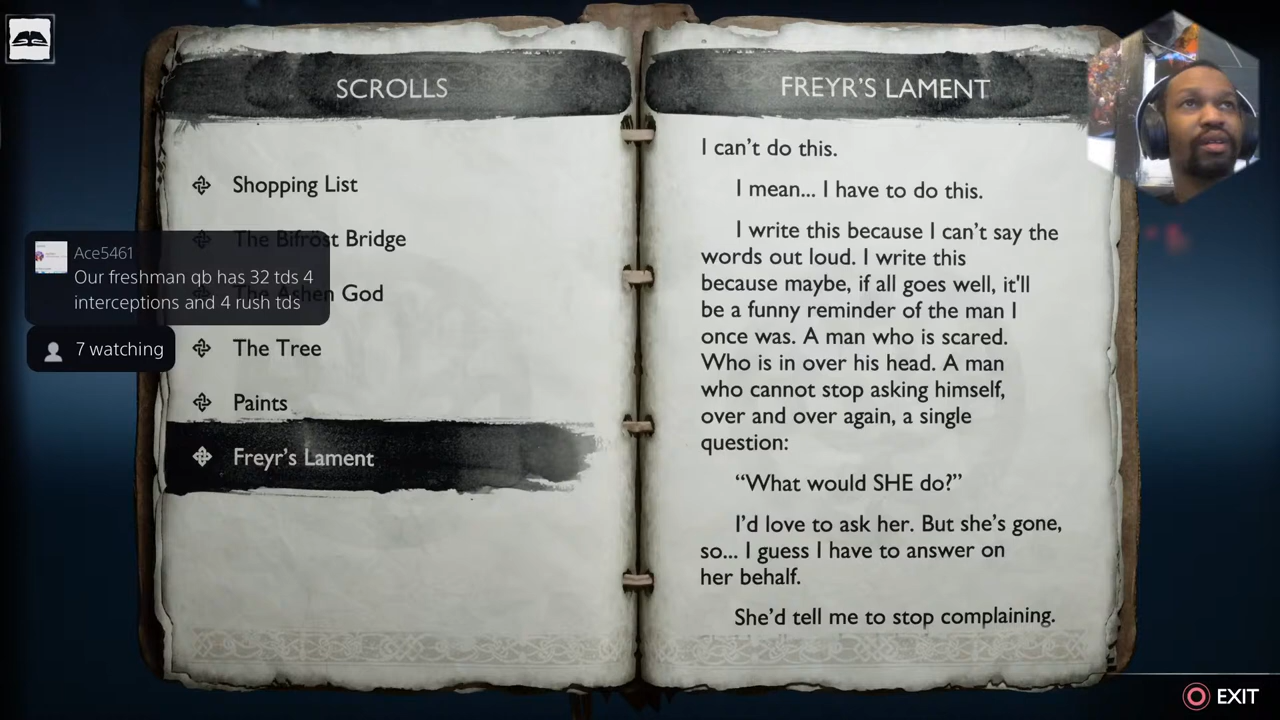 SCROLLS
Shopping List
The Bifröst Bridge
The Ashen God
The Tree
Paints
Freyr's Lament
Ace5461
Our freshman qb has 32 tds 4
interceptions and 4 rush tds
7 watching
FREYR'S LAMENT
I can't do this.
I mean... I have to do this.
I write this because I can't say the
words out loud. I write this
because maybe, if all goes well, it'll
be a funny reminder of the man I
once was. A man who is scared.
Who is in over his head. A man
who cannot stop asking himself,
over and over again, a single
question:
“What would SHE do?”
I'd love to ask her. But she's gone,
so... I guess I have to answer on
her behalf.
She'd tell me to stop complaining.
EXIT